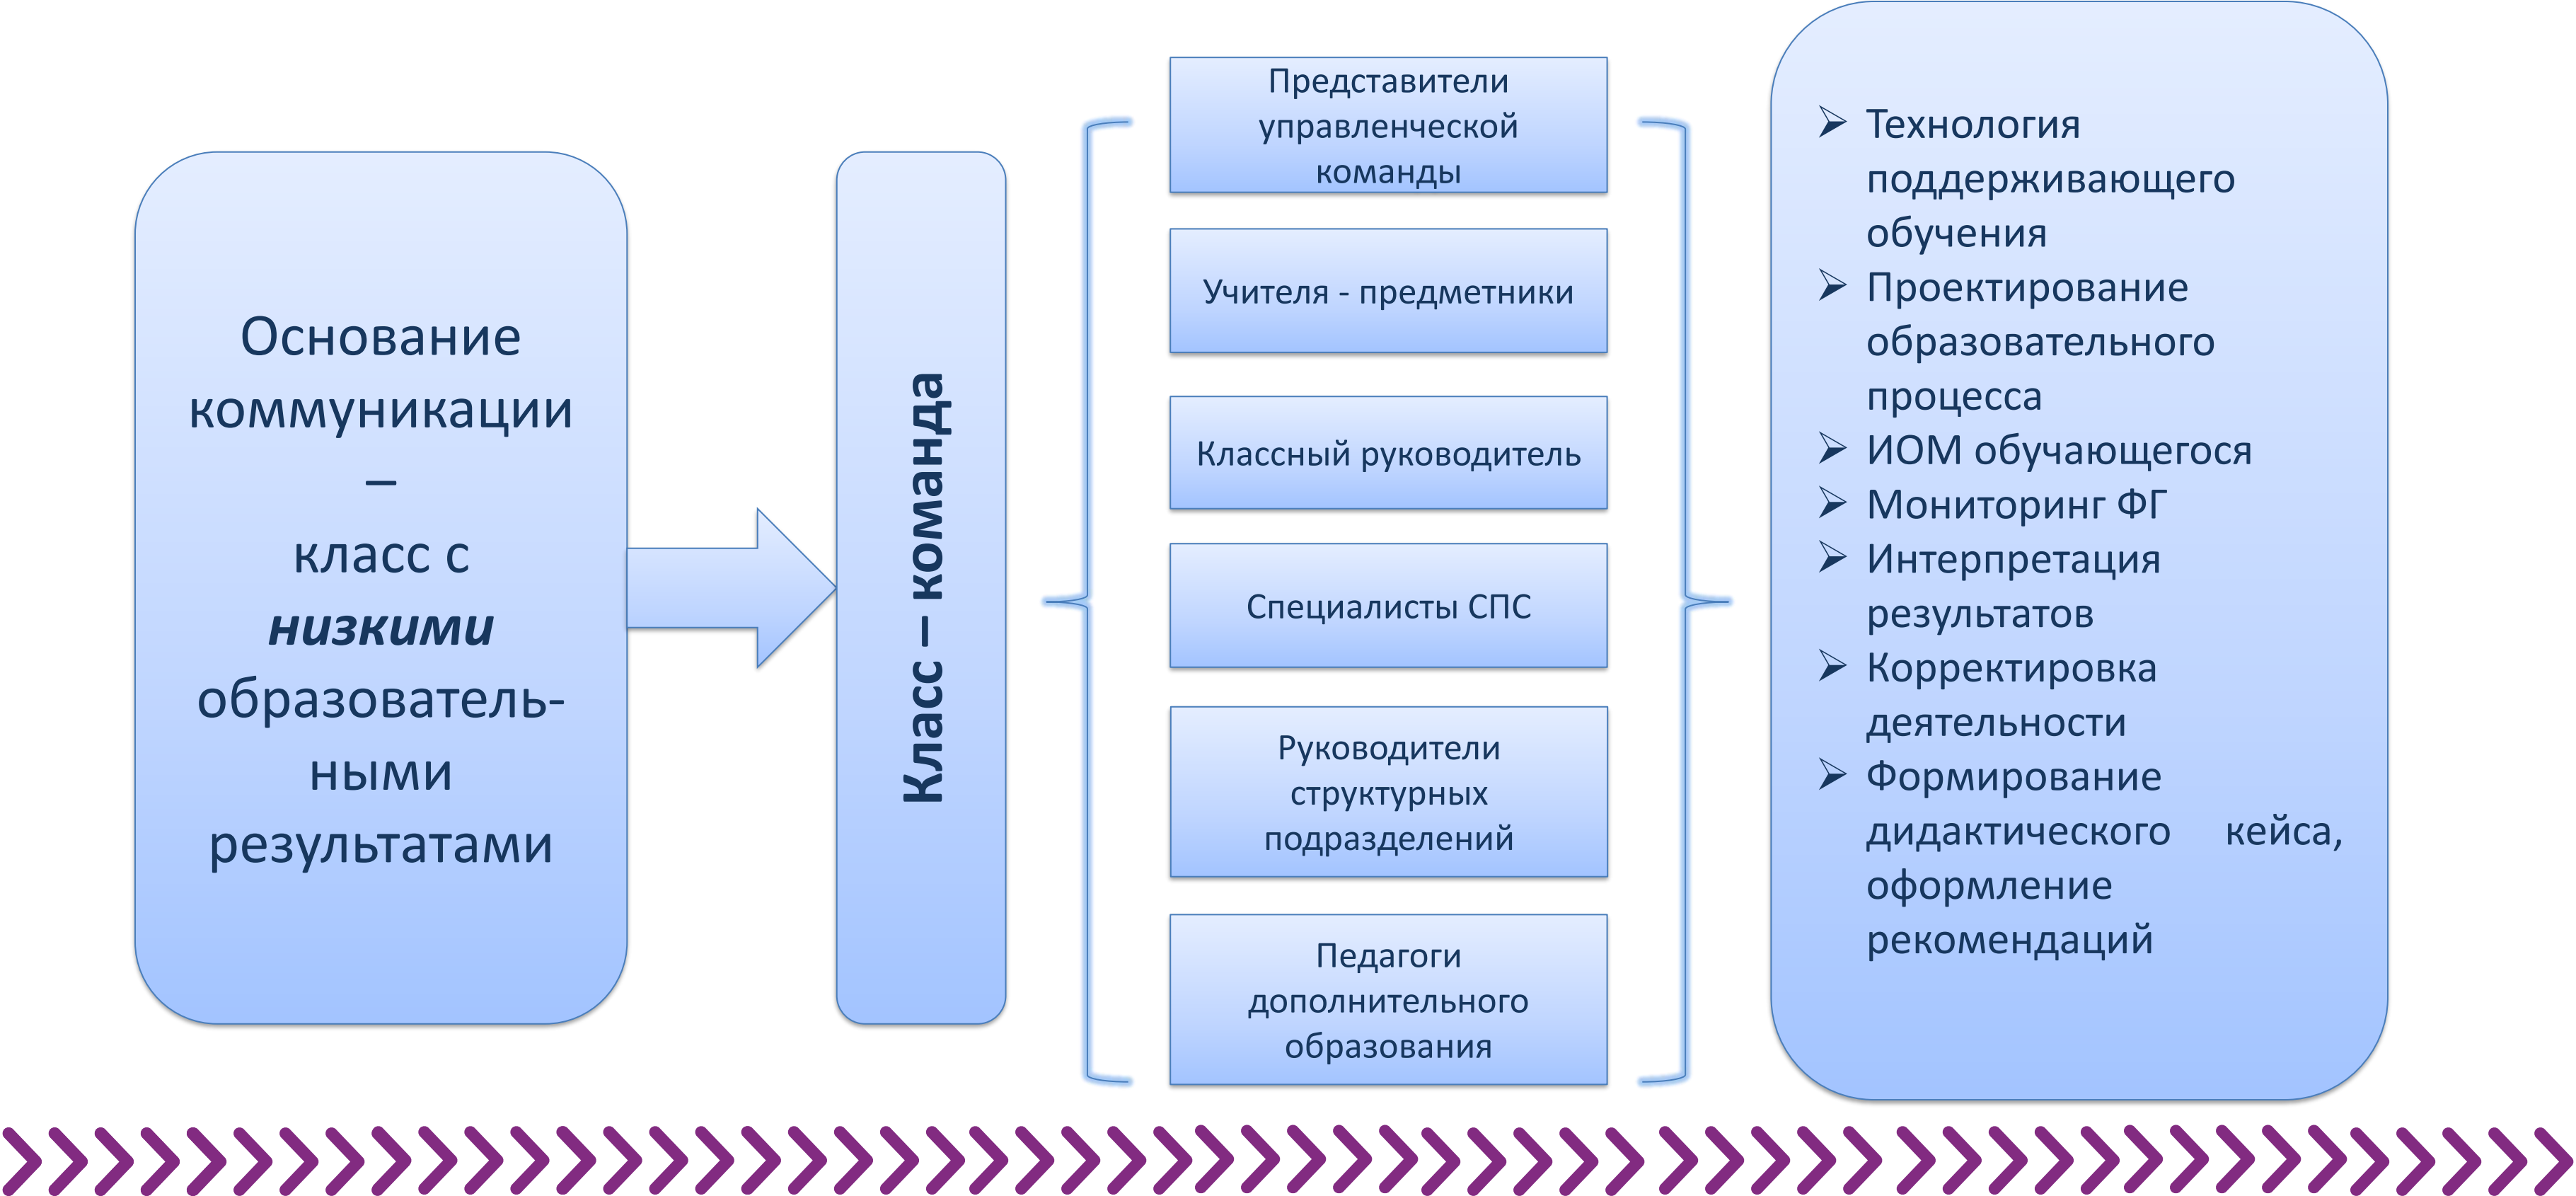 Основание
коммуникации
–
класс с
низкими
образователь-
ными
результатами
Класс – команда
Представители
управленческой
команды
Учителя - предметники
Классный руководитель
Специалисты СПС
Руководители
структурных
подразделений
Педагоги
дополнительного
образования
Технология
поддерживающего
обучения
Проектирование
образовательного
процесса
ИОМ обучающегося
Мониторинг ФГ
Интерпретация
результатов
Корректировка
деятельности
Формирование
дидактического кейса,
оформление
рекомендаций